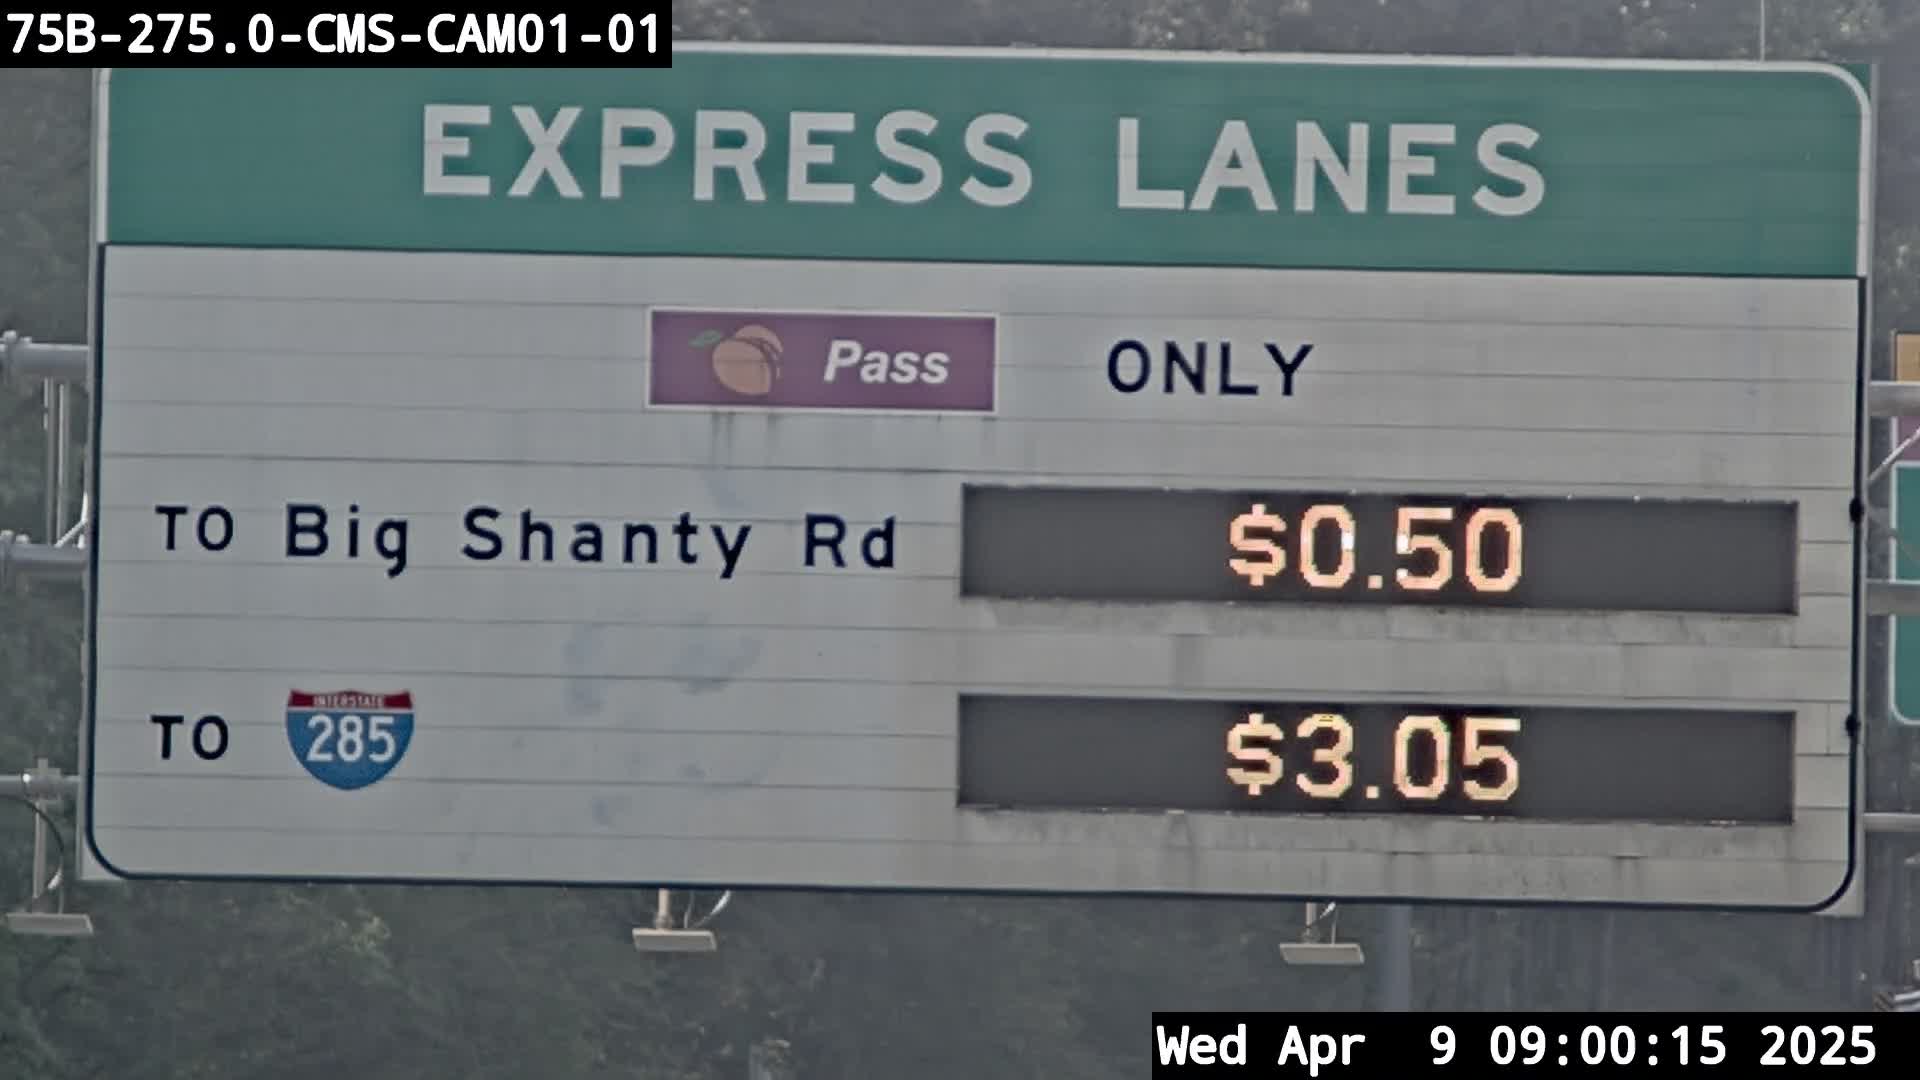 75B-275.0-CMS-CAM01-01
EXPRESS LANES
Pass ONLY
TO Big Shanty Rd $0.50
INTERSTATE
TO 285 $3.05
Wed Apr 9 09:00:15 2025